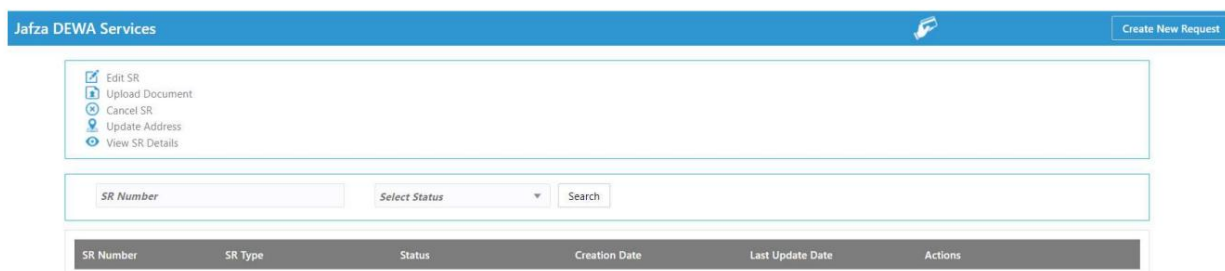 Jafza DEWA Services
Create New Request
Edit SR
Upload Document
Cancel SR
Update Address
View SR Details
SR Number Select Status Search
SR Number SR Type Status Creation Date Last Update Date Actions